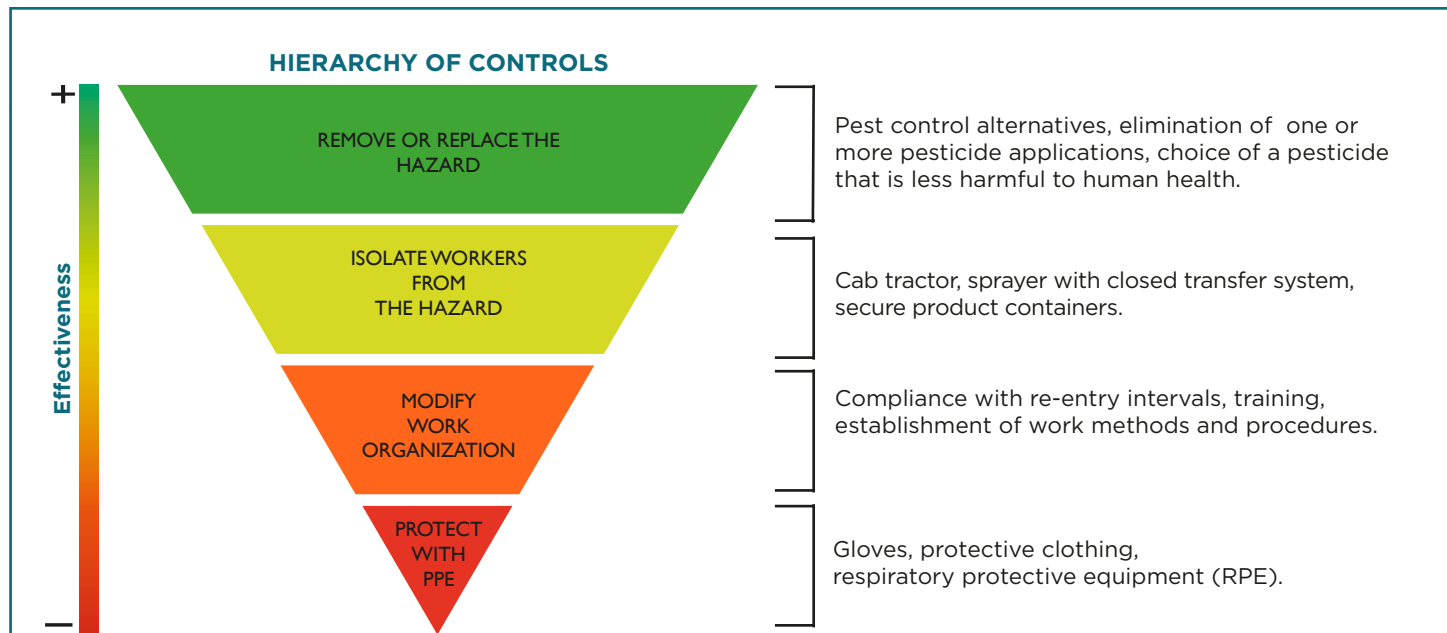 HIERARCHY OF CONTROLS
+
Effectiveness
–
REMOVE OR REPLACE THE
HAZARD
Pest control alternatives, elimination of one or
more pesticide applications, choice of a pesticide
that is less harmful to human health.
ISOLATE WORKERS
FROM
THE HAZARD
Cab tractor, sprayer with closed transfer system,
secure product containers.
MODIFY
WORK
ORGANIZATION
Compliance with re-entry intervals, training,
establishment of work methods and procedures.
PROTECT
WITH
PPE
Gloves, protective clothing,
respiratory protective equipment (RPE).